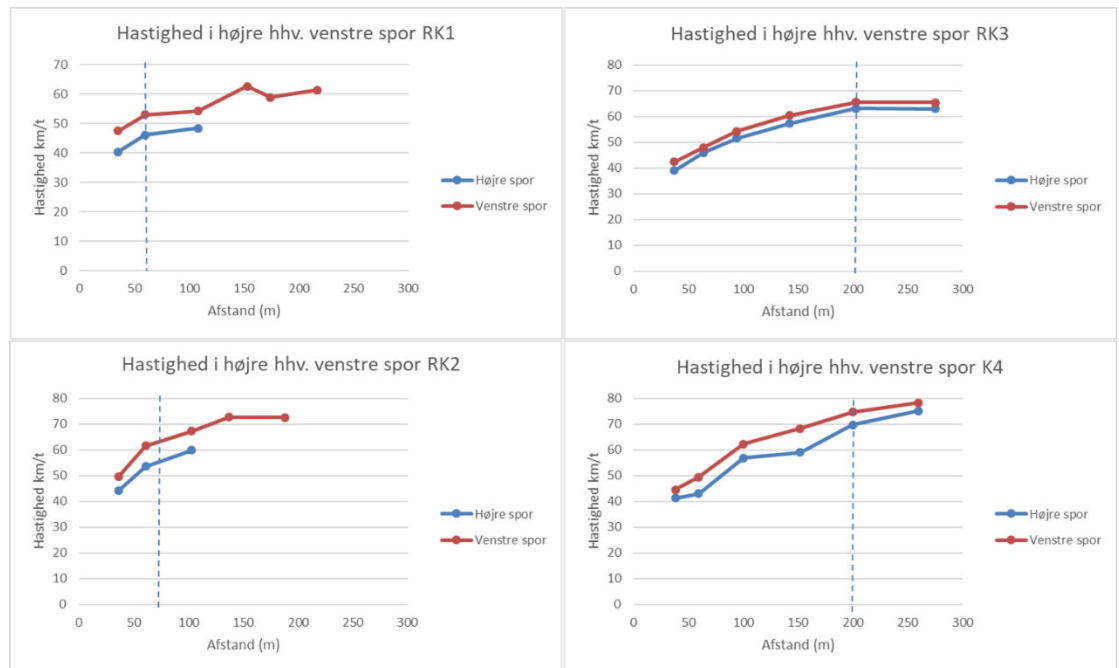 Hastighed i højre hhv. venstre spor RK1
Hastighed km/t
70
60
50
40
30
20
10
0
0 50 100 150 200 250 300
Afstand (m)
Højre spor
Venstre spor
Hastighed i højre hhv. venstre spor RK3
Hastighed km/t
80
70
60
50
40
30
20
10
0
0 50 100 150 200 250 300
Afstand (m)
Højre spor
Venstre spor
Hastighed i højre hhv. venstre spor RK2
Hastighed km/t
80
70
60
50
40
30
20
10
0
0 50 100 150 200 250 300
Afstand (m)
Højre spor
Venstre spor
Hastighed i højre hhv. venstre spor K4
Hastighed km/t
80
70
60
50
40
30
20
10
0
0 50 100 150 200 250 300
Afstand (m)
Højre spor
Venstre spor